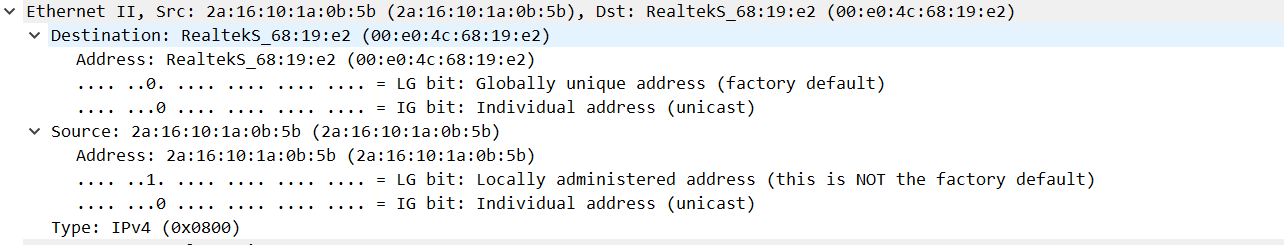 Ethernet II, Src: 2a:16:10:1a:0b:5b (2a:16:10:1a:0b:5b), Dst: RealtekS_68:19:e2 (00:e0:4c:68:19:e2)
Destination: RealtekS_68:19:e2 (00:e0:4c:68:19:e2)
Address: RealtekS_68:19:e2 (00:e0:4c:68:19:e2)
.... ..0. .... .... .... .... = LG bit: Globally unique address (factory default)
.... ...0 .... .... .... .... = IG bit: Individual address (unicast)
Source: 2a:16:10:1a:0b:5b (2a:16:10:1a:0b:5b)
Address: 2a:16:10:1a:0b:5b (2a:16:10:1a:0b:5b)
.... ..1. .... .... .... .... = LG bit: Locally administered address (this is NOT the factory default)
.... ...0 .... .... .... .... = IG bit: Individual address (unicast)
Type: IPv4 (0x0800)